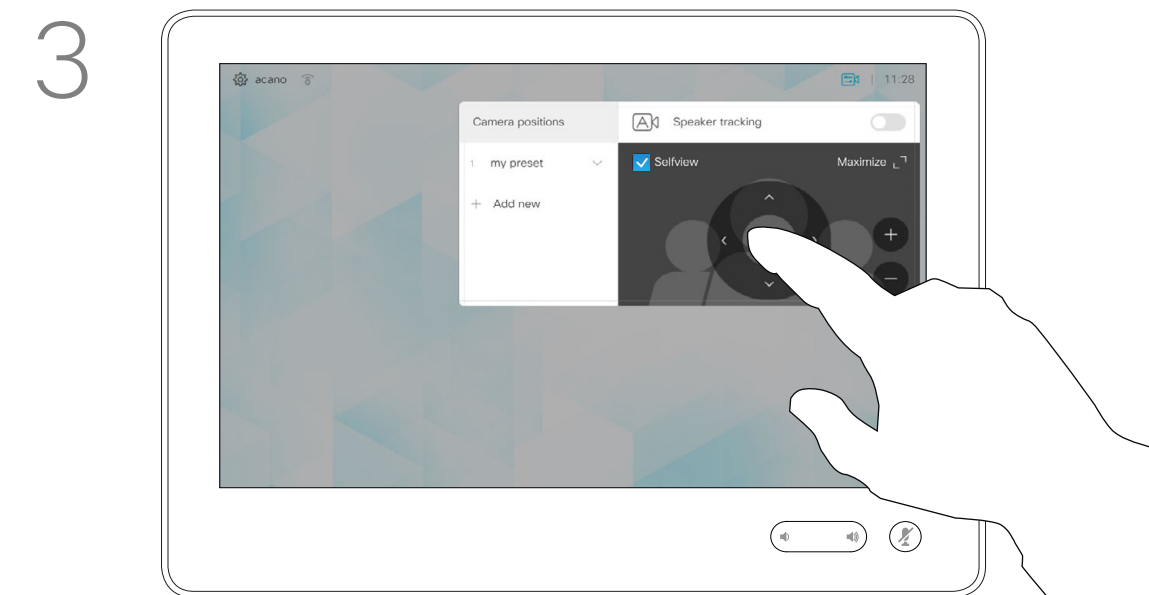 3
acano
11:28
Camera positions
Speaker tracking
1 my preset
Selfview
Maximize
+ Add new